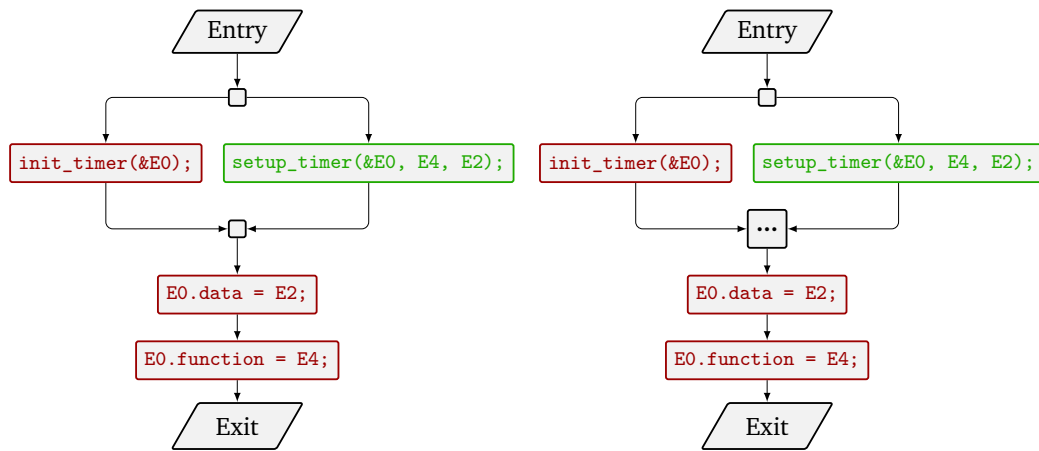 Entry
init_timer(&E0);
setup_timer(&E0, E4, E2);
E0.data = E2;
E0.function = E4;
Exit
Entry
init_timer(&E0);
setup_timer(&E0, E4, E2);
...
E0.data = E2;
E0.function = E4;
Exit